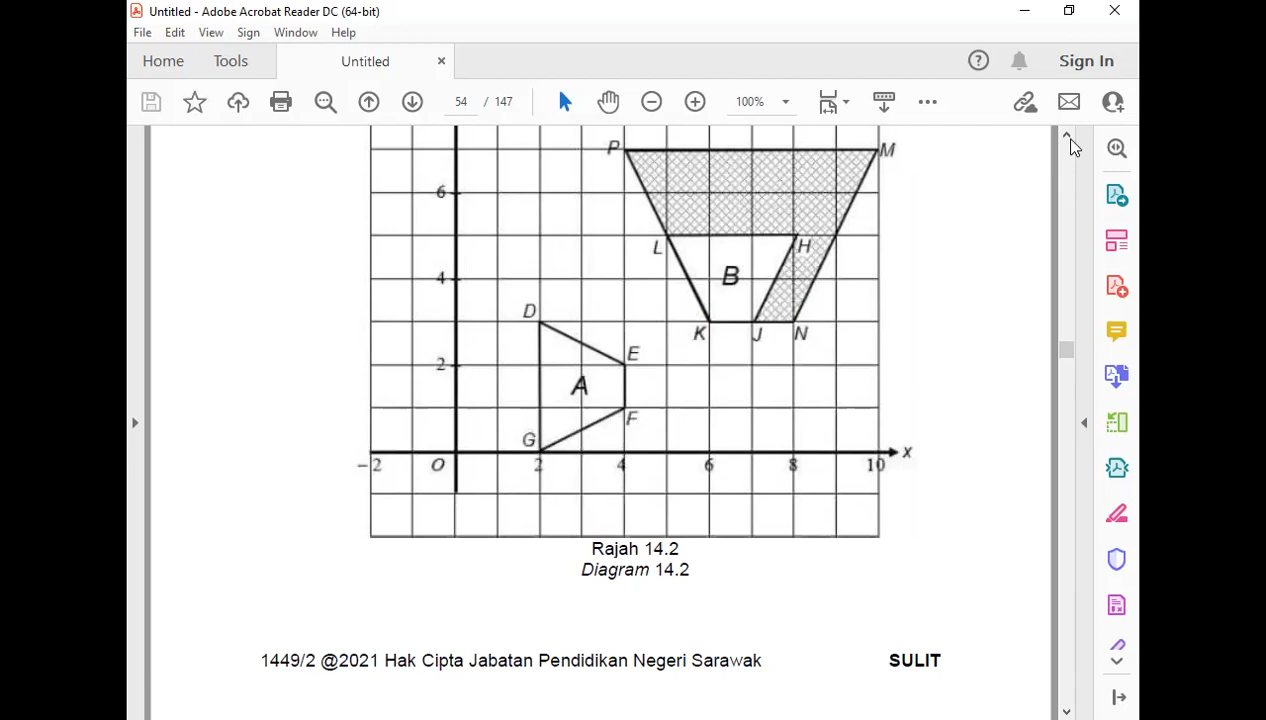 Untitled - Adobe Acrobat Reader DC (64-bit)
File Edit View Sign Window Help
Home Tools Untitled × ? Sign In
54 / 147 100%
P M
6
L H
B
4
D K J N
E
2 A
F
G x
-2 O 2 4 6 8 10
Rajah 14.2
Diagram 14.2
1449/2 @2021 Hak Cipta Jabatan Pendidikan Negeri Sarawak SULIT